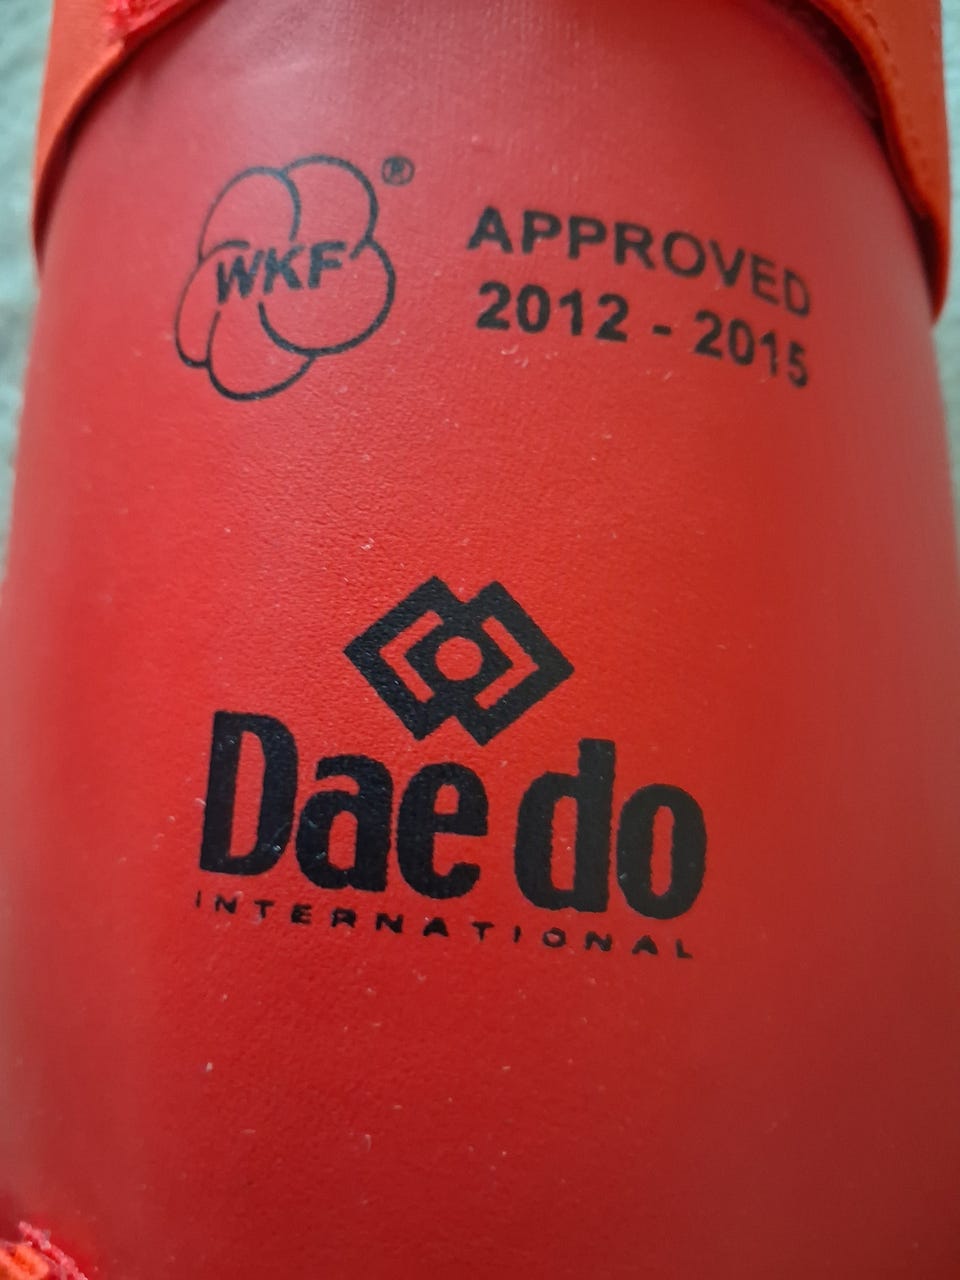 WKF®
APPROVED
2012 - 2015
Dae do
INTERNATIONAL